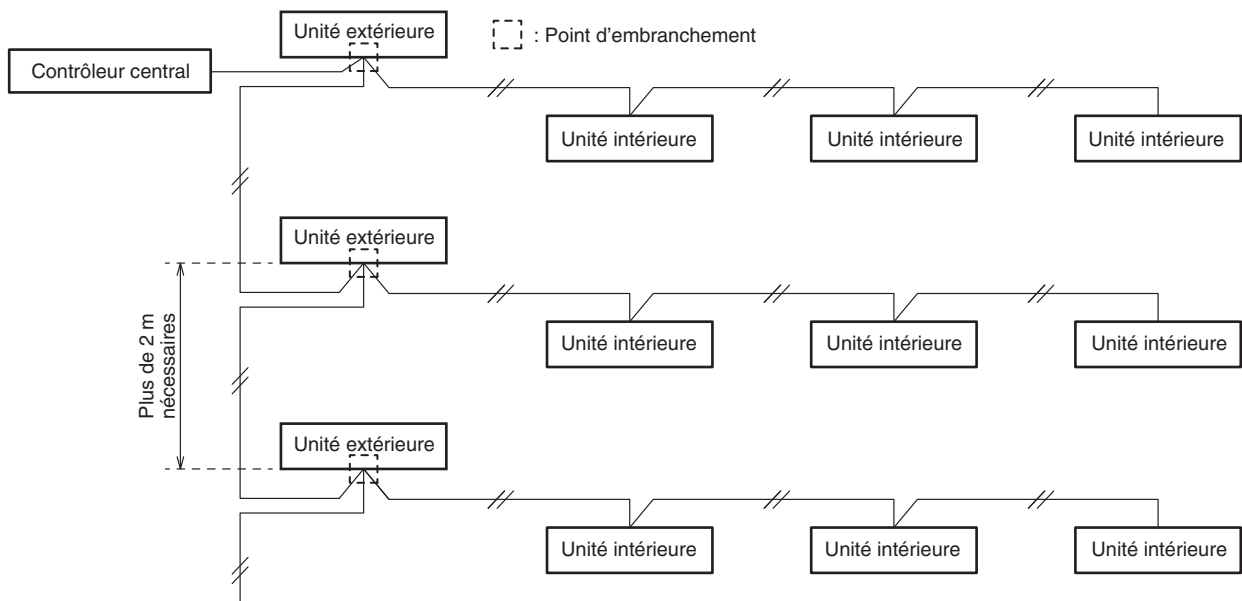 Unité extérieure
: Point d'embranchement
Contrôleur central
Unité intérieure
Unité intérieure
Unité intérieure
Unité extérieure
Plus de 2 m
nécessaires
Unité intérieure
Unité intérieure
Unité intérieure
Unité extérieure
Unité intérieure
Unité intérieure
Unité intérieure